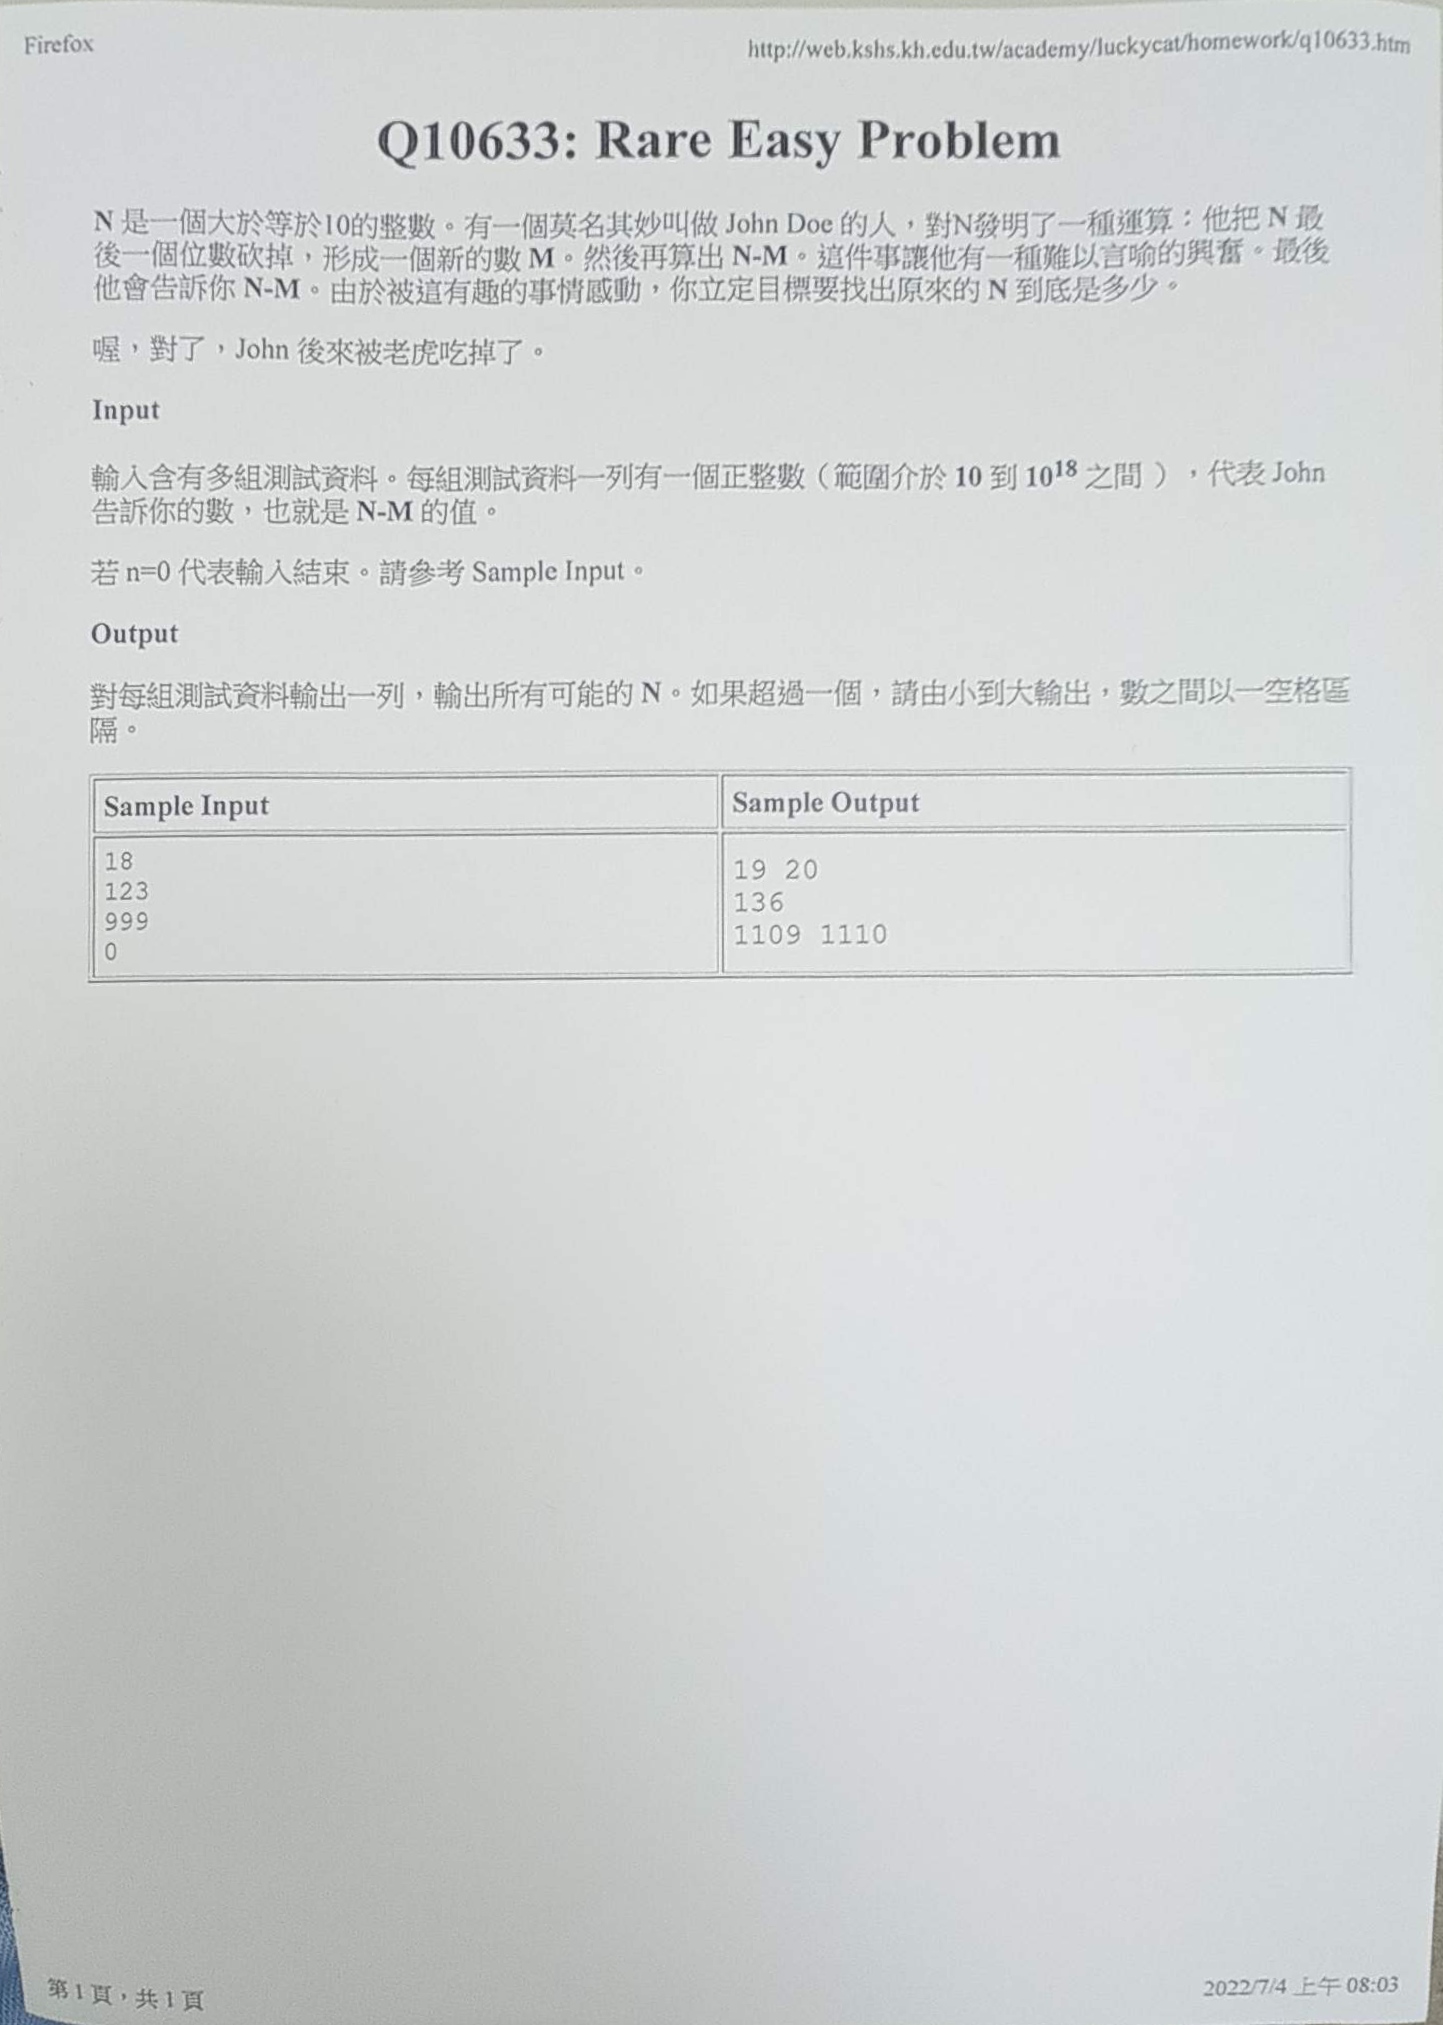 Firefox
http://web.kshs.kh.edu.tw/academy/luckycat/homework/q10633.htm
Q10633: Rare Easy Problem
N 是一個大於等於10的整數。有一個莫名其妙叫做 John Doe 的人，對N發明了一種運算：他把 N 最
後一個位數砍掉，形成一個新的數 M。然後再算出 N-M。這件事讓他有一種難以言喻的興奮。最後
他會告訴你 N-M。由於被這有趣的事情感動，你立定目標要找出原來的 N 到底是多少。
喔，對了，John 後來被老虎吃掉了。
Input
輸入含有多組測試資料。每組測試資料一列有一個正整數（範圍介於 10 到 10^18 之間 ），代表 John
告訴你的數，也就是 N-M 的值。
若 n=0 代表輸入結束。請參考 Sample Input。
Output
對每組測試資料輸出一列，輸出所有可能的 N。如果超過一個，請由小到大輸出，數之間以一空格區
隔。
Sample Input
Sample Output
18
123
999
0
19 20
136
1109 1110
第 1 頁，共 1 頁
2022/7/4 上午 08:03